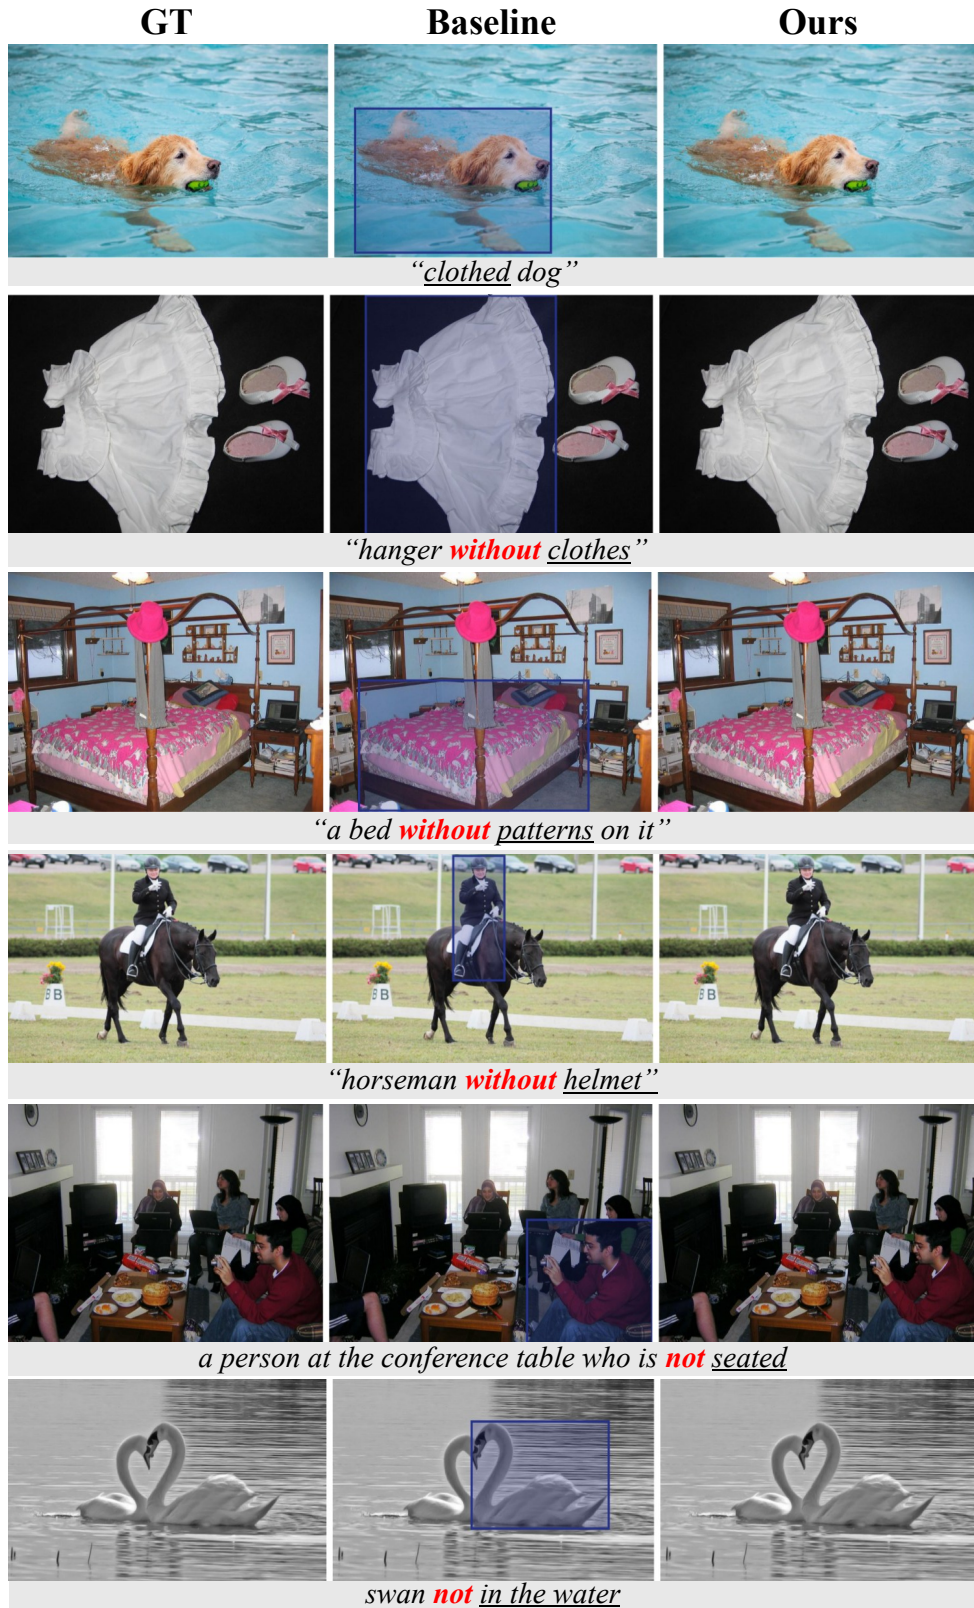 GT Baseline Ours
“clothed dog”
“hanger without clothes”
“a bed without patterns on it”
B B
B B
B B
“horseman without helmet”
a person at the conference table who is not seated
swan not in the water